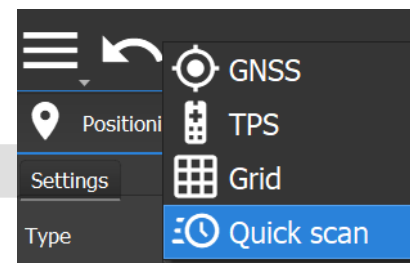 GNSS
Positioni
TPS
Settings
Grid
Type
Quick scan